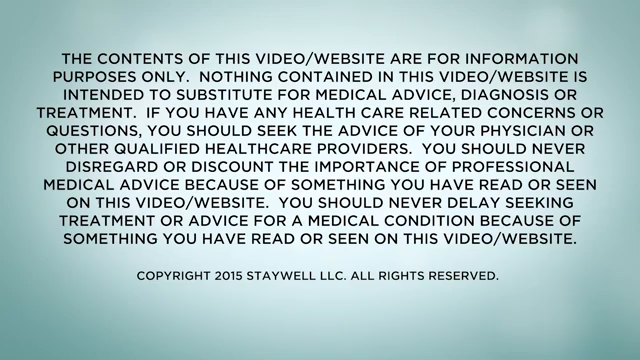 THE CONTENTS OF THIS VIDEO/WEBSITE ARE FOR INFORMATION
PURPOSES ONLY.  NOTHING CONTAINED IN THIS VIDEO/WEBSITE IS
INTENDED TO SUBSTITUTE FOR MEDICAL ADVICE, DIAGNOSIS OR
TREATMENT.  IF YOU HAVE ANY HEALTH CARE RELATED CONCERNS OR
QUESTIONS, YOU SHOULD SEEK THE ADVICE OF YOUR PHYSICIAN OR
OTHER QUALIFIED HEALTHCARE PROVIDERS.  YOU SHOULD NEVER
DISREGARD OR DISCOUNT THE IMPORTANCE OF PROFESSIONAL
MEDICAL ADVICE BECAUSE OF SOMETHING YOU HAVE READ OR SEEN
ON THIS VIDEO/WEBSITE.  YOU SHOULD NEVER DELAY SEEKING
TREATMENT OR ADVICE FOR A MEDICAL CONDITION BECAUSE OF
SOMETHING YOU HAVE READ OR SEEN ON THIS VIDEO/WEBSITE.
COPYRIGHT 2015 STAYWELL LLC. ALL RIGHTS RESERVED.